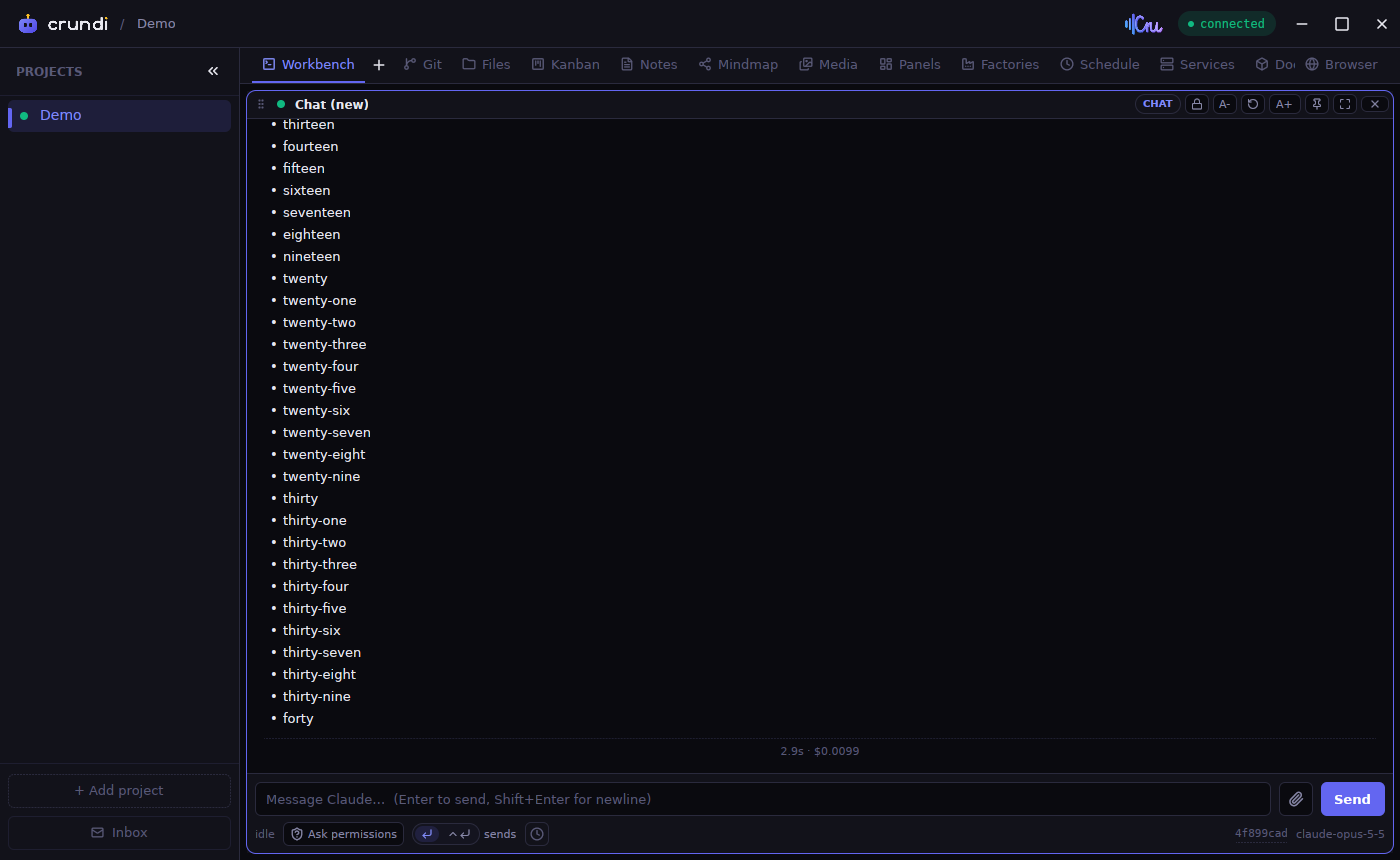 crundi / Demo
Cru
connected
PROJECTS
Workbench
Git
Files
Kanban
Notes
Mindmap
Media
Panels
Factories
Schedule
Services
Doc
Browser
Demo
Chat (new)
CHAT
A-
A+
• thirteen
• fourteen
• fifteen
• sixteen
• seventeen
• eighteen
• nineteen
• twenty
• twenty-one
• twenty-two
• twenty-three
• twenty-four
• twenty-five
• twenty-six
• twenty-seven
• twenty-eight
• twenty-nine
• thirty
• thirty-one
• thirty-two
• thirty-three
• thirty-four
• thirty-five
• thirty-six
• thirty-seven
• thirty-eight
• thirty-nine
• forty
2.9s · $0.0099
+ Add project
Inbox
Message Claude... (Enter to send, Shift+Enter for newline)
Send
idle
Ask permissions
sends
4f899cad
claude-opus-5-5